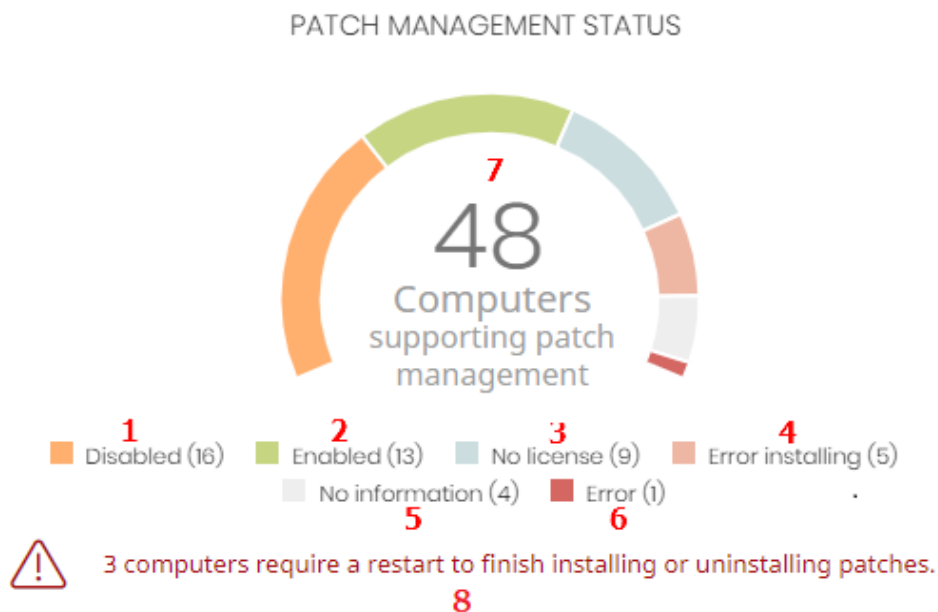 PATCH MANAGEMENT STATUS
7
48
Computers
supporting patch
management
1 2 3 4
Disabled (16) Enabled (13) No license (9) Error installing (5)
No information (4) Error (1) .
5 6
3 computers require a restart to finish installing or uninstalling patches.
8